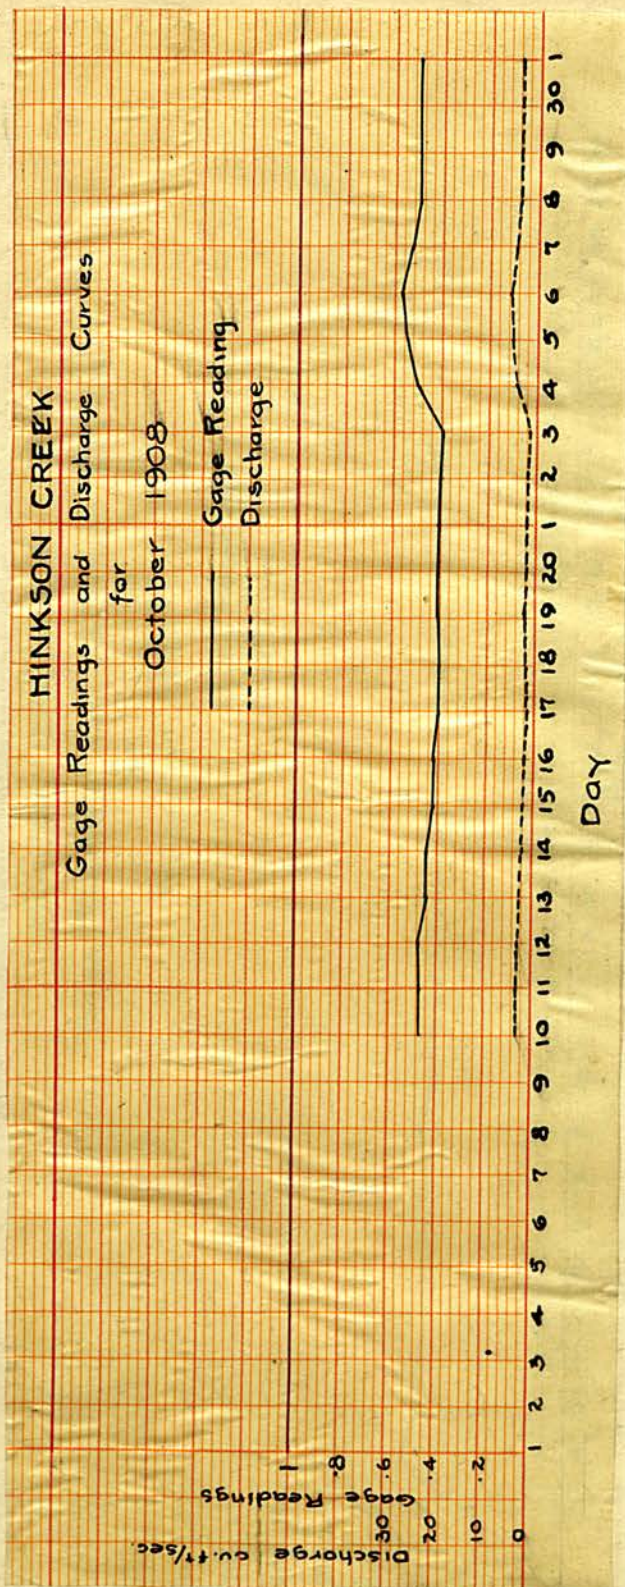 HINKSON CREEK
Gage Readings and Discharge Curves
for
October 1908
Gage Reading
Discharge
Discharge cu.ft/sec.
30
20
10
0
Gage Readings
1
.8
.6
.4
.2
1 2 3 4 5 6 7 8 9 10 11 12 13 14 15 16 17 18 19 20 1 2 3 4 5 6 7 8 9 30 1
Day